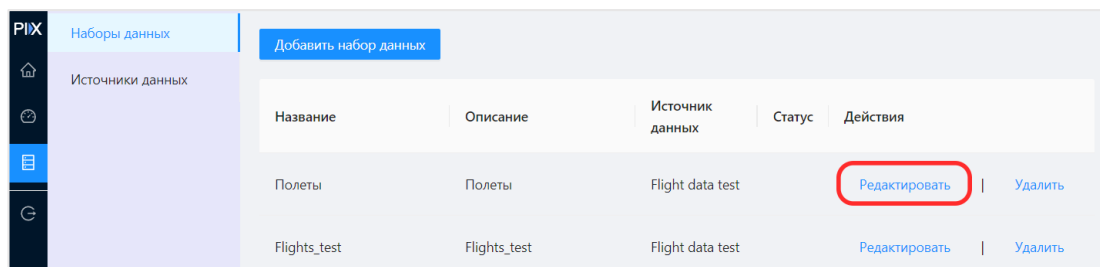 PIX
Наборы данных
Источники данных
Добавить набор данных
Название Описание Источник данных Статус Действия
Полеты Полеты Flight data test Редактировать | Удалить
Flights_test Flights_test Flight data test Редактировать | Удалить